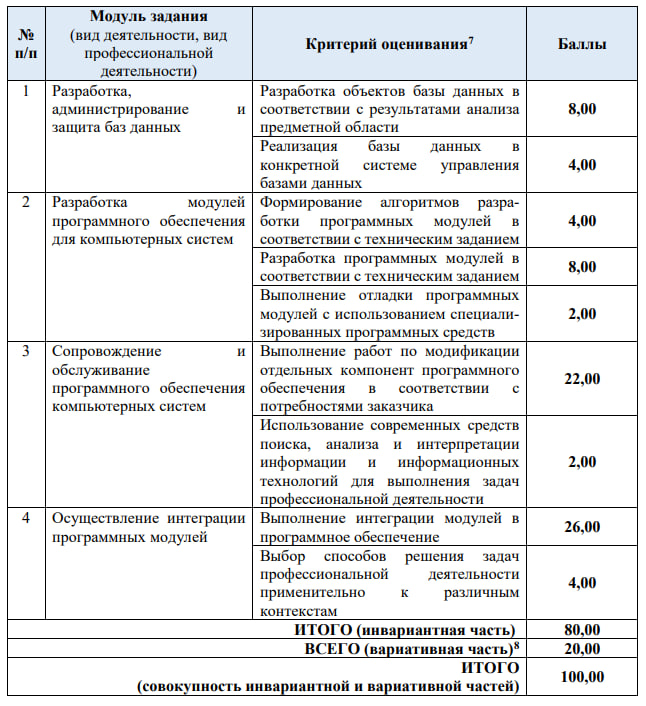 № п/п
Модуль задания
(вид деятельности, вид
профессиональной
деятельности)
Критерий оценивания7
Баллы
1
Разработка,
администрирование и
защита баз данных
Разработка объектов базы данных в
соответствии с результатами анализа
предметной области
8,00
Реализация базы данных в
конкретной системе управления
базами данных
4,00
2
Разработка модулей
программного обеспечения
для компьютерных систем
Формирование алгоритмов разра-
ботки программных модулей в
соответствии с техническим заданием
4,00
Разработка программных модулей в
соответствии с техническим заданием
8,00
Выполнение отладки программных
модулей с использованием специали-
зированных программных средств
2,00
3
Сопровождение и
обслуживание
программного обеспечения
компьютерных систем
Выполнение работ по модификации
отдельных компонент программного
обеспечения в соответствии с
потребностями заказчика
22,00
Использование современных средств
поиска, анализа и интерпретации
информации и информационных
технологий для выполнения задач
профессиональной деятельности
2,00
4
Осуществление интеграции
программных модулей
Выполнение интеграции модулей в
программное обеспечение
26,00
Выбор способов решения задач
профессиональной деятельности
применительно к различным
контекстам
4,00
ИТОГО (инвариантная часть)
80,00
ВСЕГО (вариативная часть)8
20,00
ИТОГО
(совокупность инвариантной и вариативной частей)
100,00